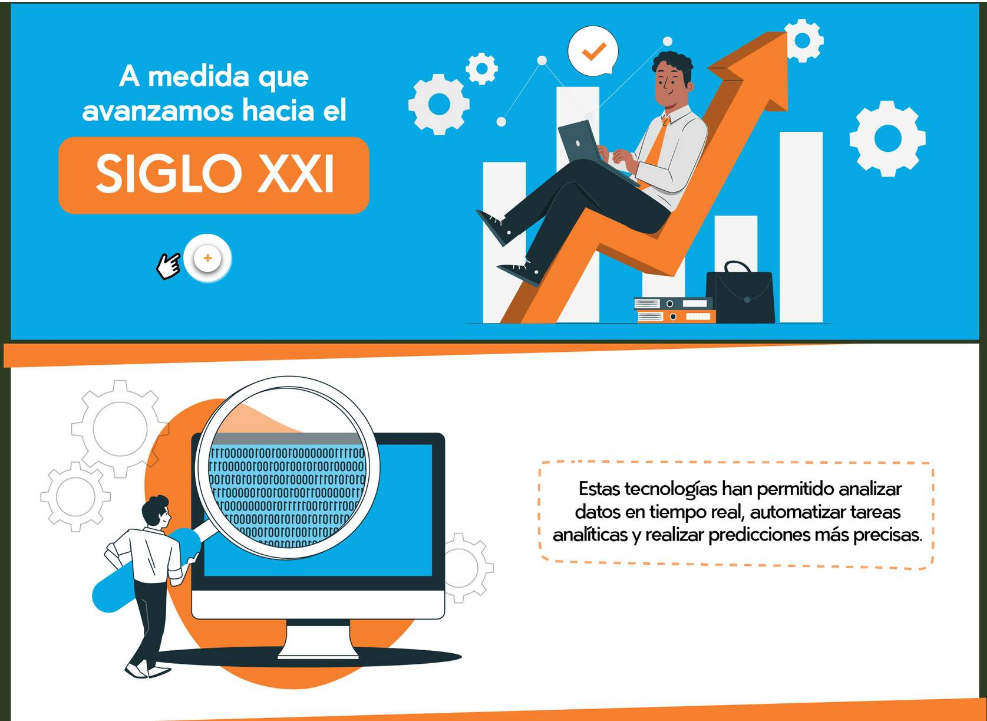 A medida que
avanzamos hacia el
SIGLO XXI
+
Estas tecnologías han permitido analizar
datos en tiempo real, automatizar tareas
analíticas y realizar predicciones más precisas.